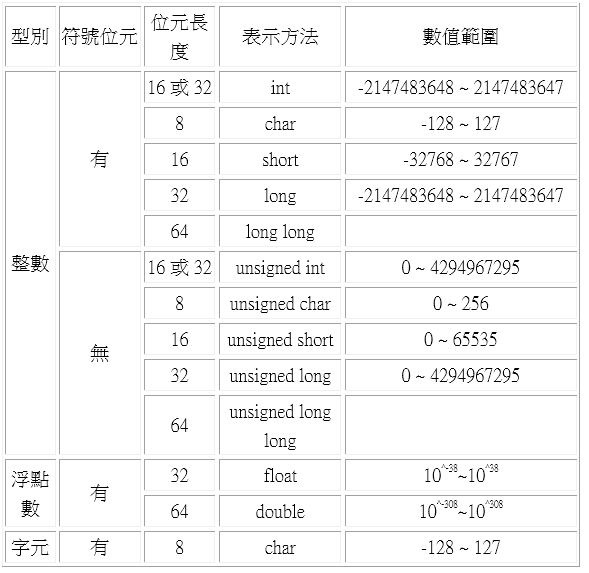 型別 符號位元 位元長度 表示方法 數值範圍
整數 有 16 或 32 int -2147483648 ~ 2147483647
8 char -128 ~ 127
16 short -32768 ~ 32767
32 long -2147483648 ~ 2147483647
64 long long
無 16 或 32 unsigned int 0 ~ 4294967295
8 unsigned char 0 ~ 256
16 unsigned short 0 ~ 65535
32 unsigned long 0 ~ 4294967295
64 unsigned long long
浮點數 有 32 float 10^-38~10^38
64 double 10^-308~10^308
字元 有 8 char -128 ~ 127